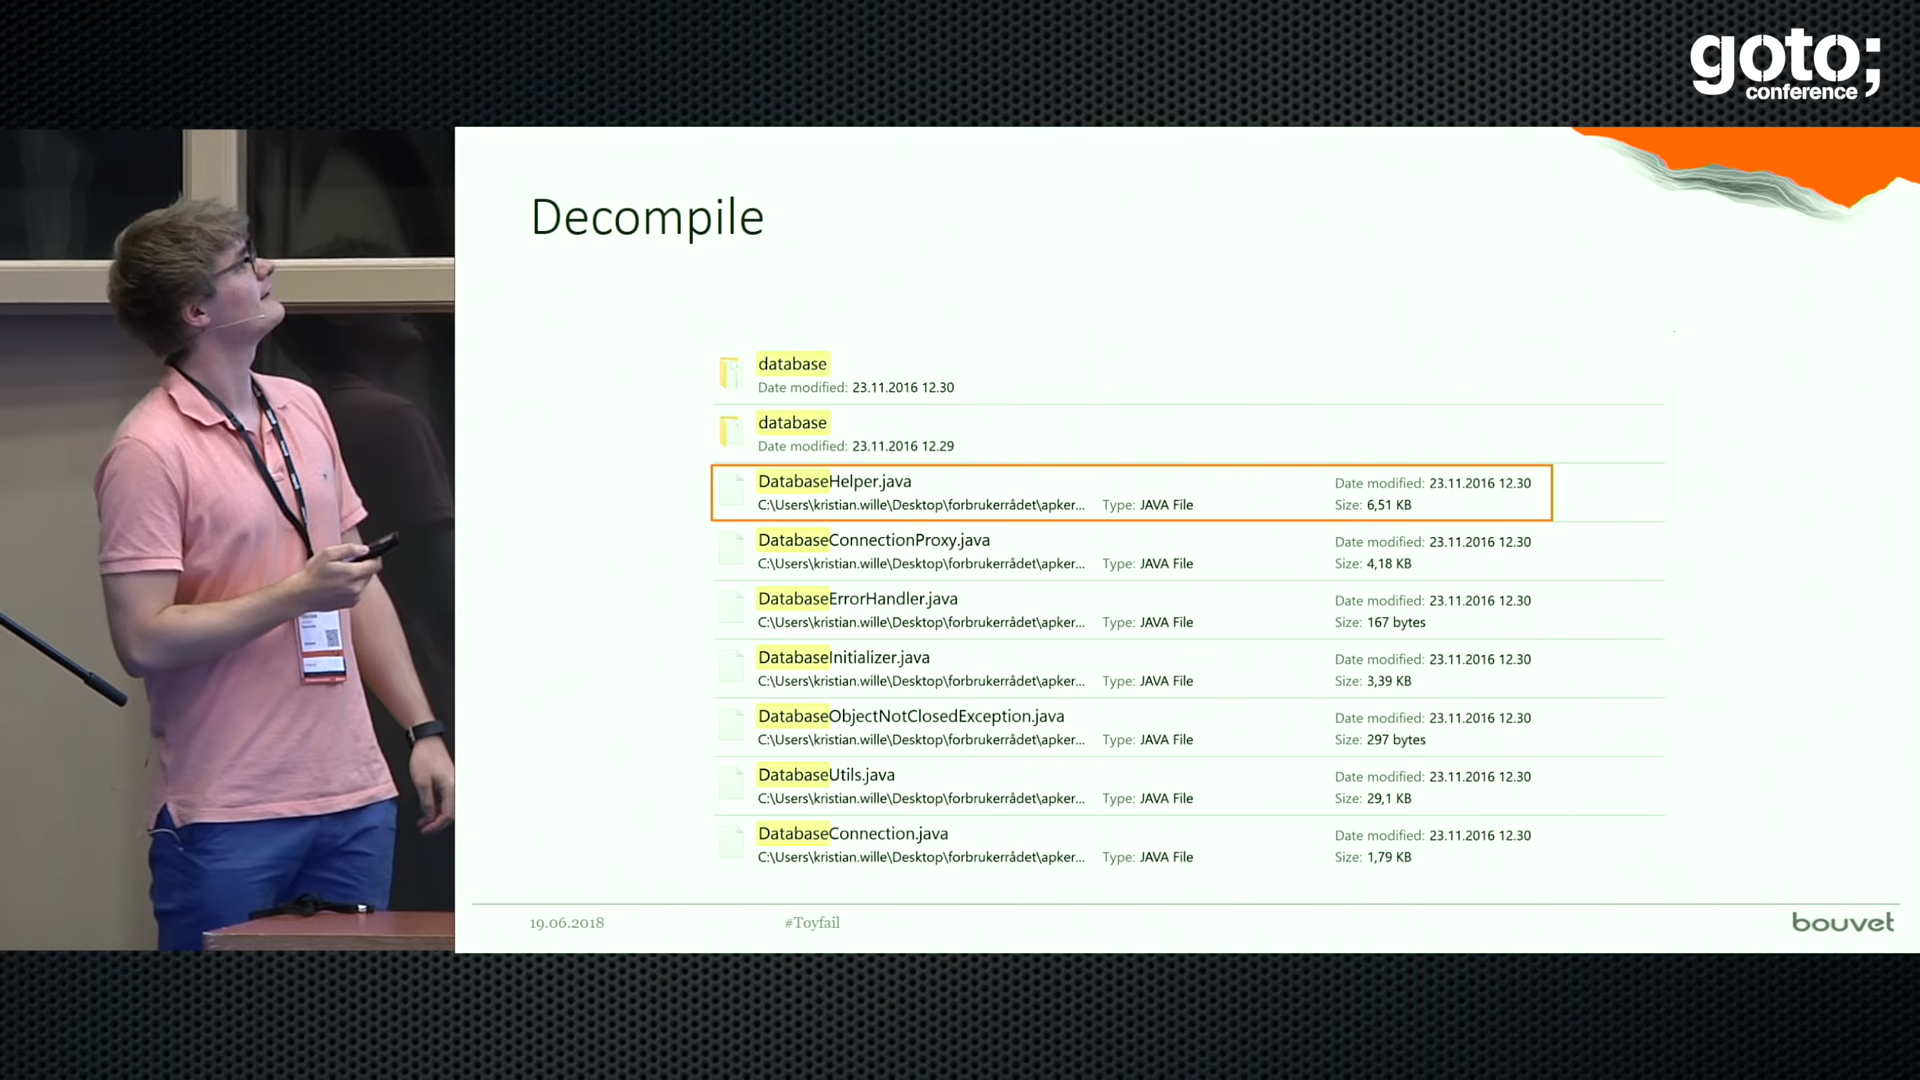 goto;
conference
Decompile
database
Date modified: 23.11.2016 12.30
database
Date modified: 23.11.2016 12.29
DatabaseHelper.java
Date modified: 23.11.2016 12.30
C:\Users\kristian.wille\Desktop\forbrukerrådet\apker... Type: JAVA File
Size: 6,51 KB
DatabaseConnectionProxy.java
Date modified: 23.11.2016 12.30
C:\Users\kristian.wille\Desktop\forbrukerrådet\apker... Type: JAVA File
Size: 4,18 KB
DatabaseErrorHandler.java
Date modified: 23.11.2016 12.30
C:\Users\kristian.wille\Desktop\forbrukerrådet\apker... Type: JAVA File
Size: 167 bytes
DatabaseInitializer.java
Date modified: 23.11.2016 12.30
C:\Users\kristian.wille\Desktop\forbrukerrådet\apker... Type: JAVA File
Size: 3,39 KB
DatabaseObjectNotClosedException.java
Date modified: 23.11.2016 12.30
C:\Users\kristian.wille\Desktop\forbrukerrådet\apker... Type: JAVA File
Size: 297 bytes
DatabaseUtils.java
Date modified: 23.11.2016 12.30
C:\Users\kristian.wille\Desktop\forbrukerrådet\apker... Type: JAVA File
Size: 29,1 KB
DatabaseConnection.java
Date modified: 23.11.2016 12.30
C:\Users\kristian.wille\Desktop\forbrukerrådet\apker... Type: JAVA File
Size: 1,79 KB
19.06.2018
#Toyfail
bouvet